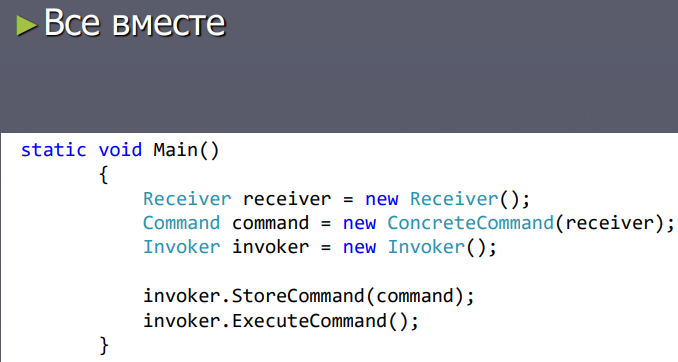 Все вместе
static void Main()
{
Receiver receiver = new Receiver();
Command command = new ConcreteCommand(receiver);
Invoker invoker = new Invoker();
invoker.StoreCommand(command);
invoker.ExecuteCommand();
}